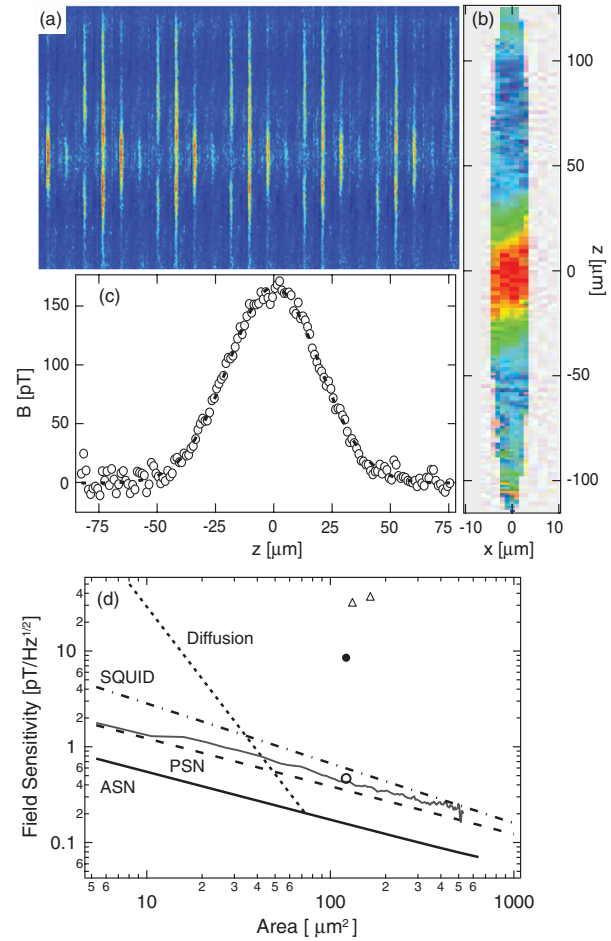 (a)
(b)
100
50
0
-50
-100
z [µm]
-10
0
10
x [µm]
(c)
150
100
50
0
B [pT]
-75
-50
-25
0
25
50
75
z [µm]
(d)
4
2
10
6
4
2
1
6
4
2
0.1
6
Field Sensitivity [pT/Hz1/2]
Diffusion
SQUID
PSN
ASN
5 6
10
2
3
4 5 6
100
2
3
4 5 6
1000
Area [ µm²]